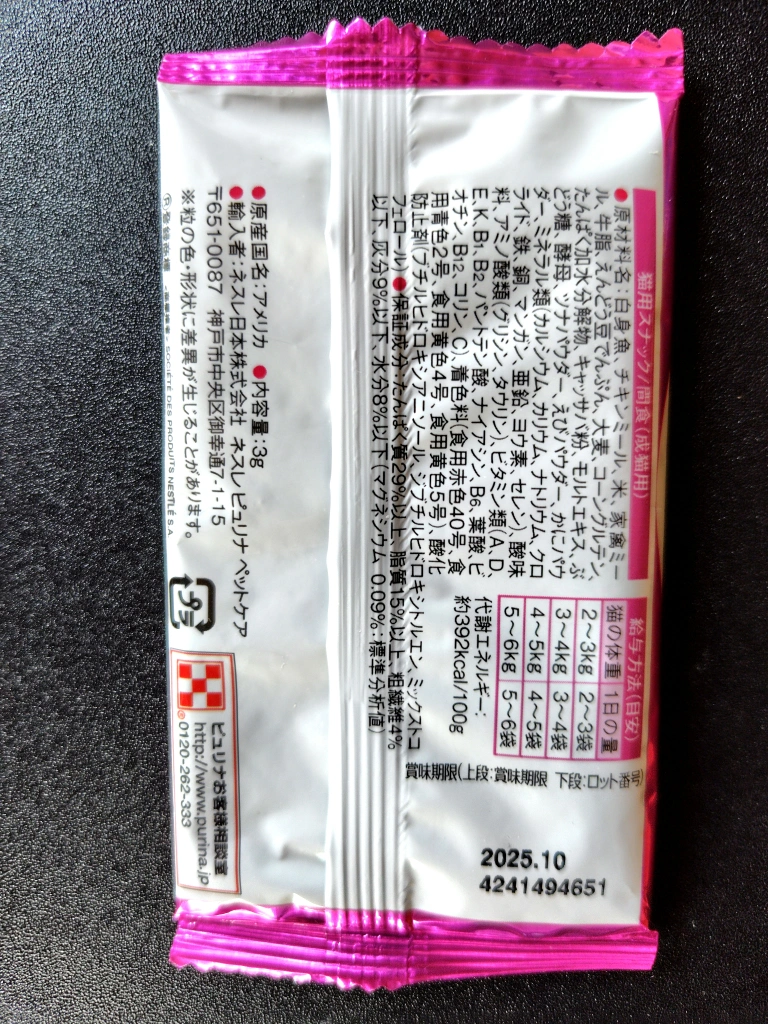 猫用スナック/間食(成猫用)
●原材料名:白身魚、チキンミール、米、家禽ミー
ル、牛脂、えんどう豆でんぷん、大麦、コーングルテン、
たんぱく加水分解物、キャッサバ粉、モルトエキス、ぶ
どう糖、酵母、ツナパウダー、えびパウダー、かにパウ
ダー、ミネラル類(カルシウム、カリウム、ナトリウム、クロ
ライド、鉄、銅、マンガン、亜鉛、ヨウ素、セレン)、酸味
料、アミノ酸類(グリシン、タウリン)、ビタミン類(A、D、
E、K、B1、B2、パントテン酸、ナイアシン、B6、葉酸、ビ
オチン、B12、コリン、C)、着色料(食用赤色40号、食
用青色2号、食用黄色4号、食用黄色5号)、酸化
防止剤(ブチルヒドロキシアニソール、ジブチルヒドロキシトルエン、ミックストコ
フェロール) ●保証成分:たんぱく質29%以上、脂質15%以上、粗繊維4%
以下、灰分9%以下、水分8%以下(マグネシウム 0.09%:標準分析値)
給与方法(目安)
猫の体重 1日の量
2〜3kg 2〜3袋
3〜4kg 3〜4袋
4〜5kg 4〜5袋
5〜6kg 5〜6袋
代謝エネルギー:
約392kcal/100g
賞味期限(上段:賞味期限 下段:ロット番号)
2025.10
4241494651
●原産国名:アメリカ ●内容量:3g
●輸入者:ネスレ日本株式会社 ネスレ ピュリナ ペットケア
〒651-0087 神戸市中央区御幸通7-1-15
※粒の色・形状に差異が生じることがあります。
SOCIÉTÉ DES PRODUITS NESTLÉ S.A.
プラ
ピュリナお客様相談室
http://www.purina.jp
0120-262-333